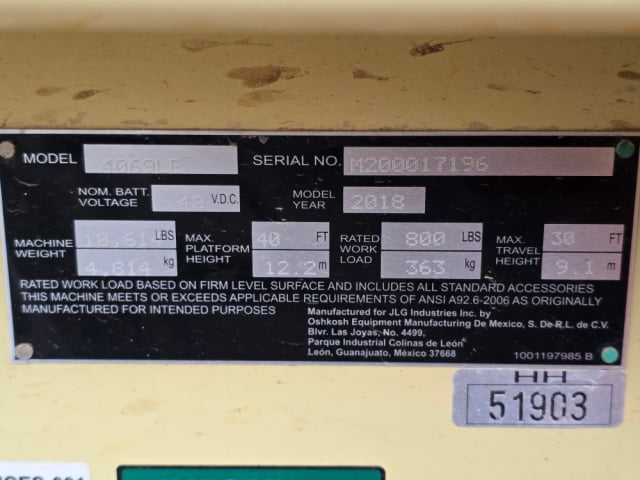 MODEL 4069LE SERIAL NO. M200017196
NOM. BATT. VOLTAGE 48 V.D.C. MODEL YEAR 2018
MACHINE WEIGHT LBS 4,814 kg
MAX. PLATFORM HEIGHT 40 FT 12.2 m
RATED WORK LOAD 800 LBS 363 kg
MAX. TRAVEL HEIGHT 30 FT 9.1 m
RATED WORK LOAD BASED ON FIRM LEVEL SURFACE AND INCLUDES ALL STANDARD ACCESSORIES
THIS MACHINE MEETS OR EXCEEDS APPLICABLE REQUIREMENTS OF ANSI A92.6-2006 AS ORIGINALLY
MANUFACTURED FOR INTENDED PURPOSES
Manufactured for JLG Industries Inc. by
Oshkosh Equipment Manufacturing De Mexico, S. De R.L. de C.V.
Blvr. Las Joyas, No. 4499,
Parque Industrial Colinas de León
León, Guanajuato, México 37668
1001197985 B
HH
51903